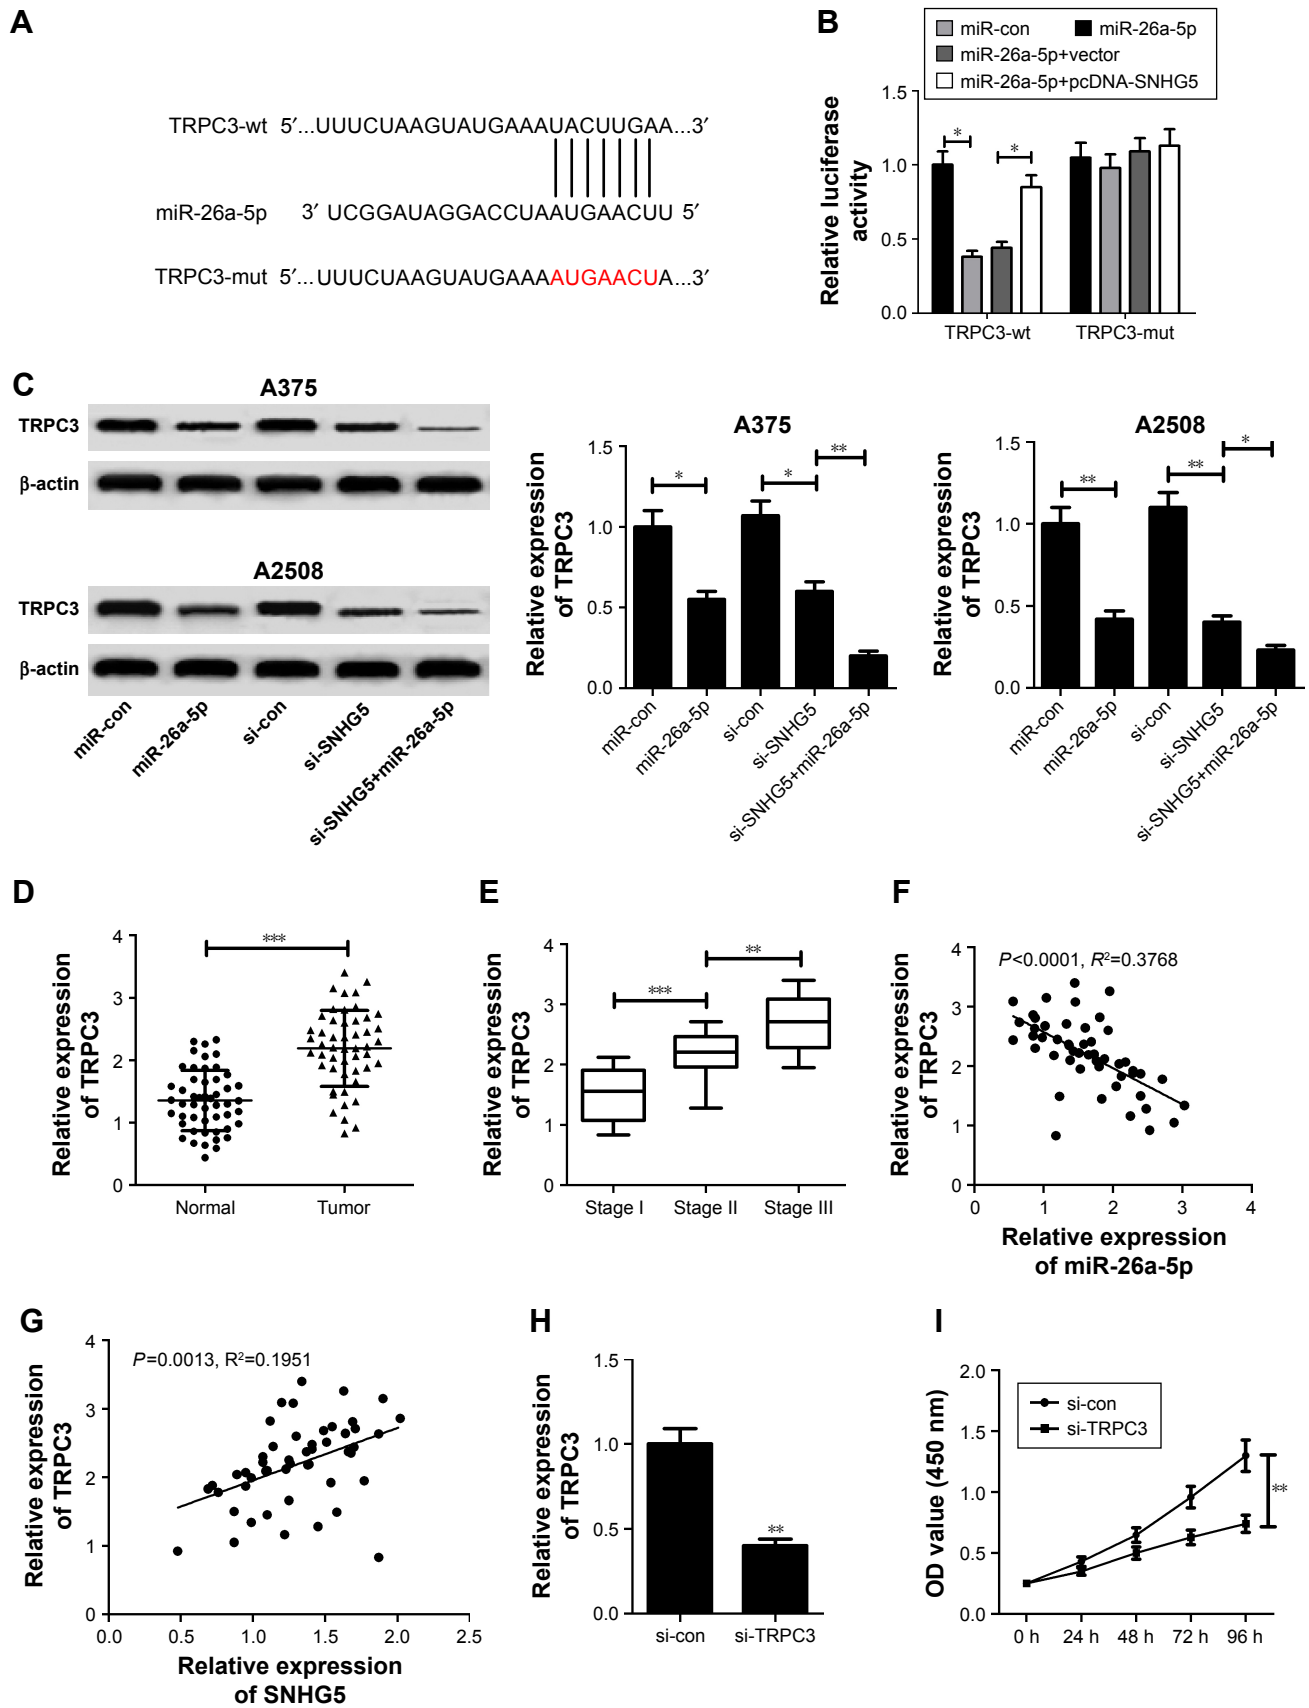 A
TRPC3-wt 5′...UUUCUAAGUAUGAAAUACUUGAA...3′
miR-26a-5p 3′ UCGGAUAGGACCUAAUGAACUU 5′
TRPC3-mut 5′...UUUCUAAGUAUGAAAAUGAACUA...3′
B
miR-con
miR-26a-5p
miR-26a-5p+vector
miR-26a-5p+pcDNA-SNHG5
Relative luciferase
activity
1.5
1.0
0.5
0.0
*
*
TRPC3-wt
TRPC3-mut
C
A375
TRPC3
β-actin
A2508
TRPC3
β-actin
miR-con
miR-26a-5p
si-con
si-SNHG5
si-SNHG5+miR-26a-5p
A375
Relative expression
of TRPC3
1.5
1.0
0.5
0.0
*
*
**
miR-con
miR-26a-5p
si-con
si-SNHG5
si-SNHG5+miR-26a-5p
A2508
Relative expression
of TRPC3
1.5
1.0
0.5
0.0
**
**
*
miR-con
miR-26a-5p
si-con
si-SNHG5
si-SNHG5+miR-26a-5p
D
Relative expression
of TRPC3
4
3
2
1
0
***
Normal
Tumor
E
Relative expression
of TRPC3
4
3
2
1
0
***
**
Stage I
Stage II
Stage III
F
Relative expression
of TRPC3
4
3
2
1
0
P<0.0001, R²=0.3768
0 1 2 3 4
Relative expression
of miR-26a-5p
G
Relative expression
of TRPC3
4
3
2
1
0
P=0.0013, R²=0.1951
0.0 0.5 1.0 1.5 2.0 2.5
Relative expression
of SNHG5
H
Relative expression
of TRPC3
1.5
1.0
0.5
0.0
**
si-con
si-TRPC3
I
OD value (450 nm)
2.0
1.5
1.0
0.5
0.0
si-con
si-TRPC3
**
0 h 24 h 48 h 72 h 96 h